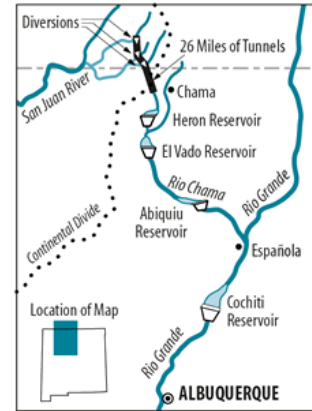 Diversions
26 Miles of Tunnels
San Juan River
Chama
Heron Reservoir
El Vado Reservoir
Rio Chama
Rio Grande
Continental Divide
Abiquiu
Reservoir
Española
Location of Map
Cochiti
Reservoir
Rio Grande
ALBUQUERQUE